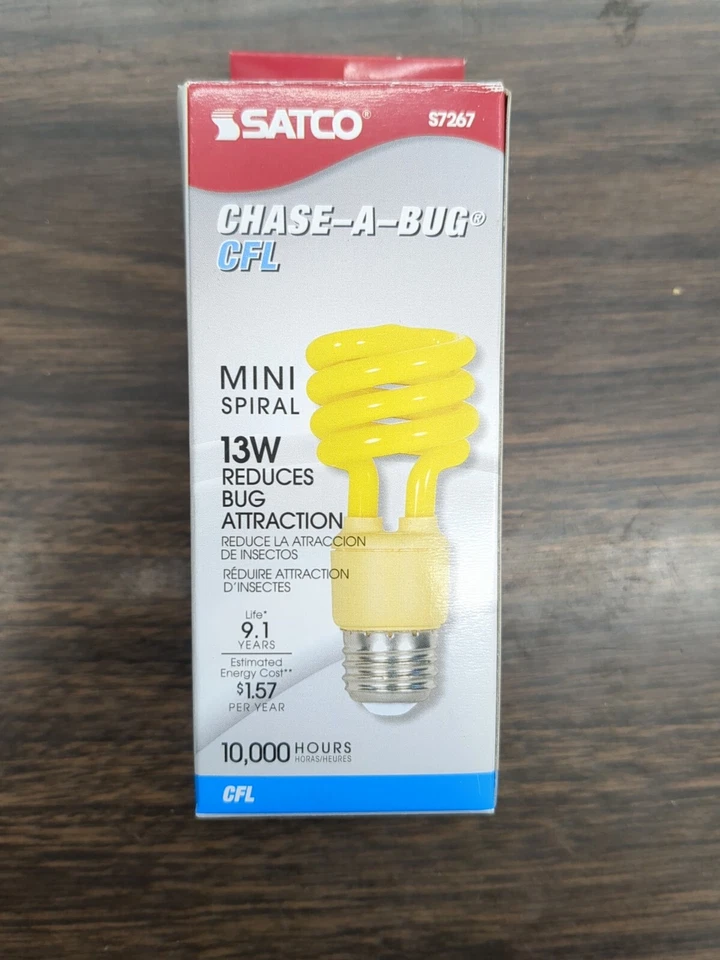 SATCO®
S7267
CHASE-A-BUG®
CFL
MINI
SPIRAL
13W
REDUCES
BUG
ATTRACTION
REDUCE LA ATRACCION
DE INSECTOS
RÉDUIRE ATTRACTION
D'INSECTES
Life*
9.1
YEARS
Estimated
Energy Cost**
$1.57
PER YEAR
10,000 HOURS
HORAS/HEURES
CFL